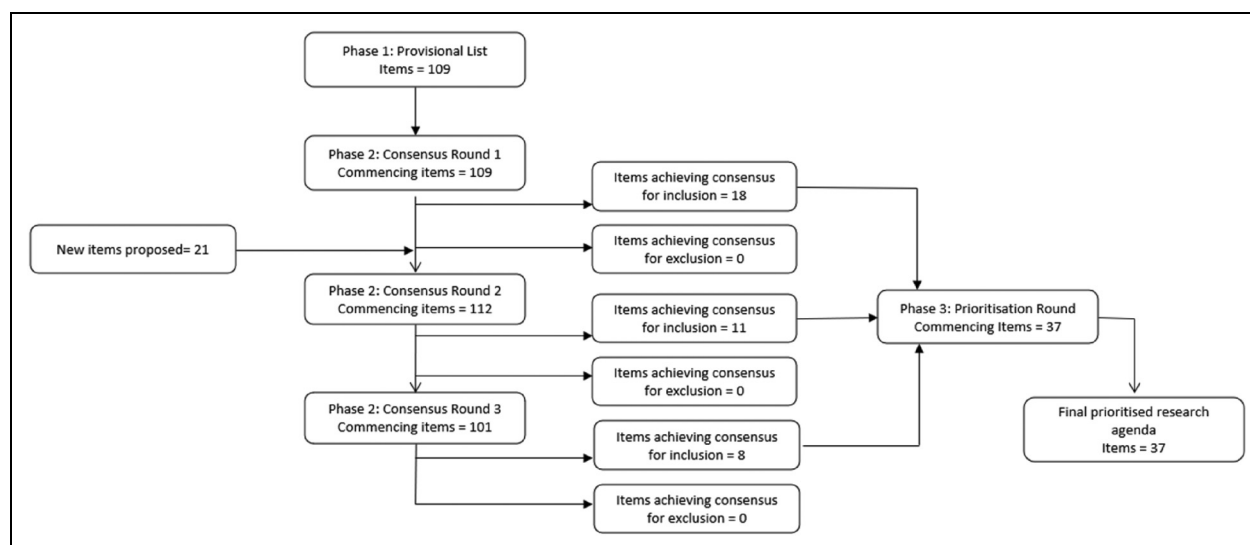 Phase 1: Provisional List
Items = 109
Phase 2: Consensus Round 1
Commencing items = 109
Items achieving consensus
for inclusion = 18
New items proposed= 21
Items achieving consensus
for exclusion = 0
Phase 2: Consensus Round 2
Commencing items = 112
Items achieving consensus
for inclusion = 11
Phase 3: Prioritisation Round
Commencing Items = 37
Items achieving consensus
for exclusion = 0
Phase 2: Consensus Round 3
Commencing items = 101
Final prioritised research
agenda
Items = 37
Items achieving consensus
for inclusion = 8
Items achieving consensus
for exclusion = 0